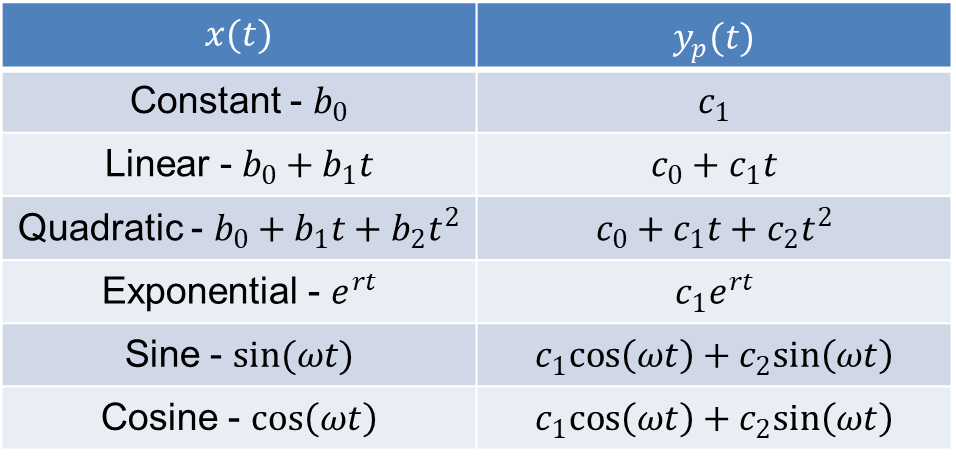 x(t) y_p(t)
Constant - b_0 c_1
Linear - b_0 + b_1t c_0 + c_1t
Quadratic - b_0 + b_1t + b_2t^2 c_0 + c_1t + c_2t^2
Exponential - e^{rt} c_1e^{rt}
Sine - sin(ωt) c_1cos(ωt) + c_2sin(ωt)
Cosine - cos(ωt) c_1cos(ωt) + c_2sin(ωt)